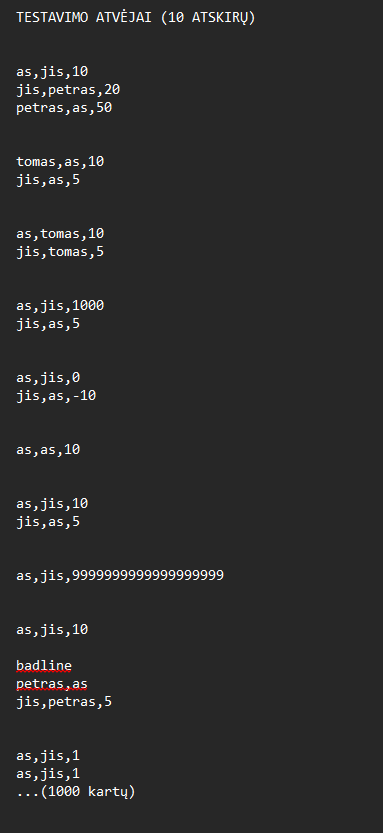 TESTAVIMO ATVĖJAI (10 ATSKIRŲ)
as,jis,10
jis,petras,20
petras,as,50
tomas,as,10
jis,as,5
as,tomas,10
jis,tomas,5
as,jis,1000
jis,as,5
as,jis,0
jis,as,-10
as,as,10
as,jis,10
jis,as,5
as,jis,9999999999999999999
as,jis,10
badline
petras,as
jis,petras,5
as,jis,1
as,jis,1
...(1000 kartų)